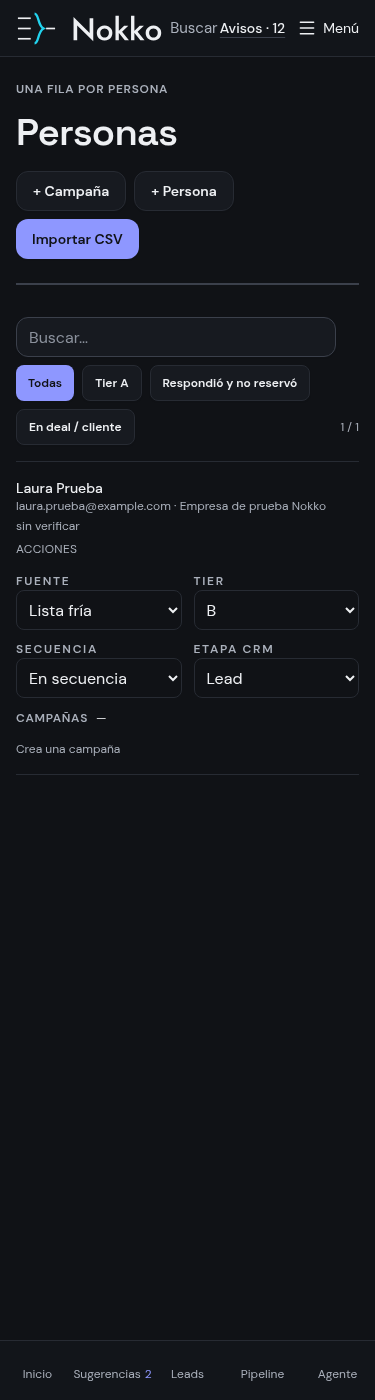 Nokko Buscar Avisos · 12 Menú
UNA FILA POR PERSONA
Personas
+ Campaña + Persona
Importar CSV
Buscar...
Todas Tier A Respondió y no reservó
En deal / cliente 1 / 1
Laura Prueba
laura.prueba@example.com · Empresa de prueba Nokko
sin verificar
ACCIONES
FUENTE TIER
Lista fría B
SECUENCIA ETAPA CRM
En secuencia Lead
CAMPAÑAS —
Crea una campaña
Inicio Sugerencias 2 Leads Pipeline Agente